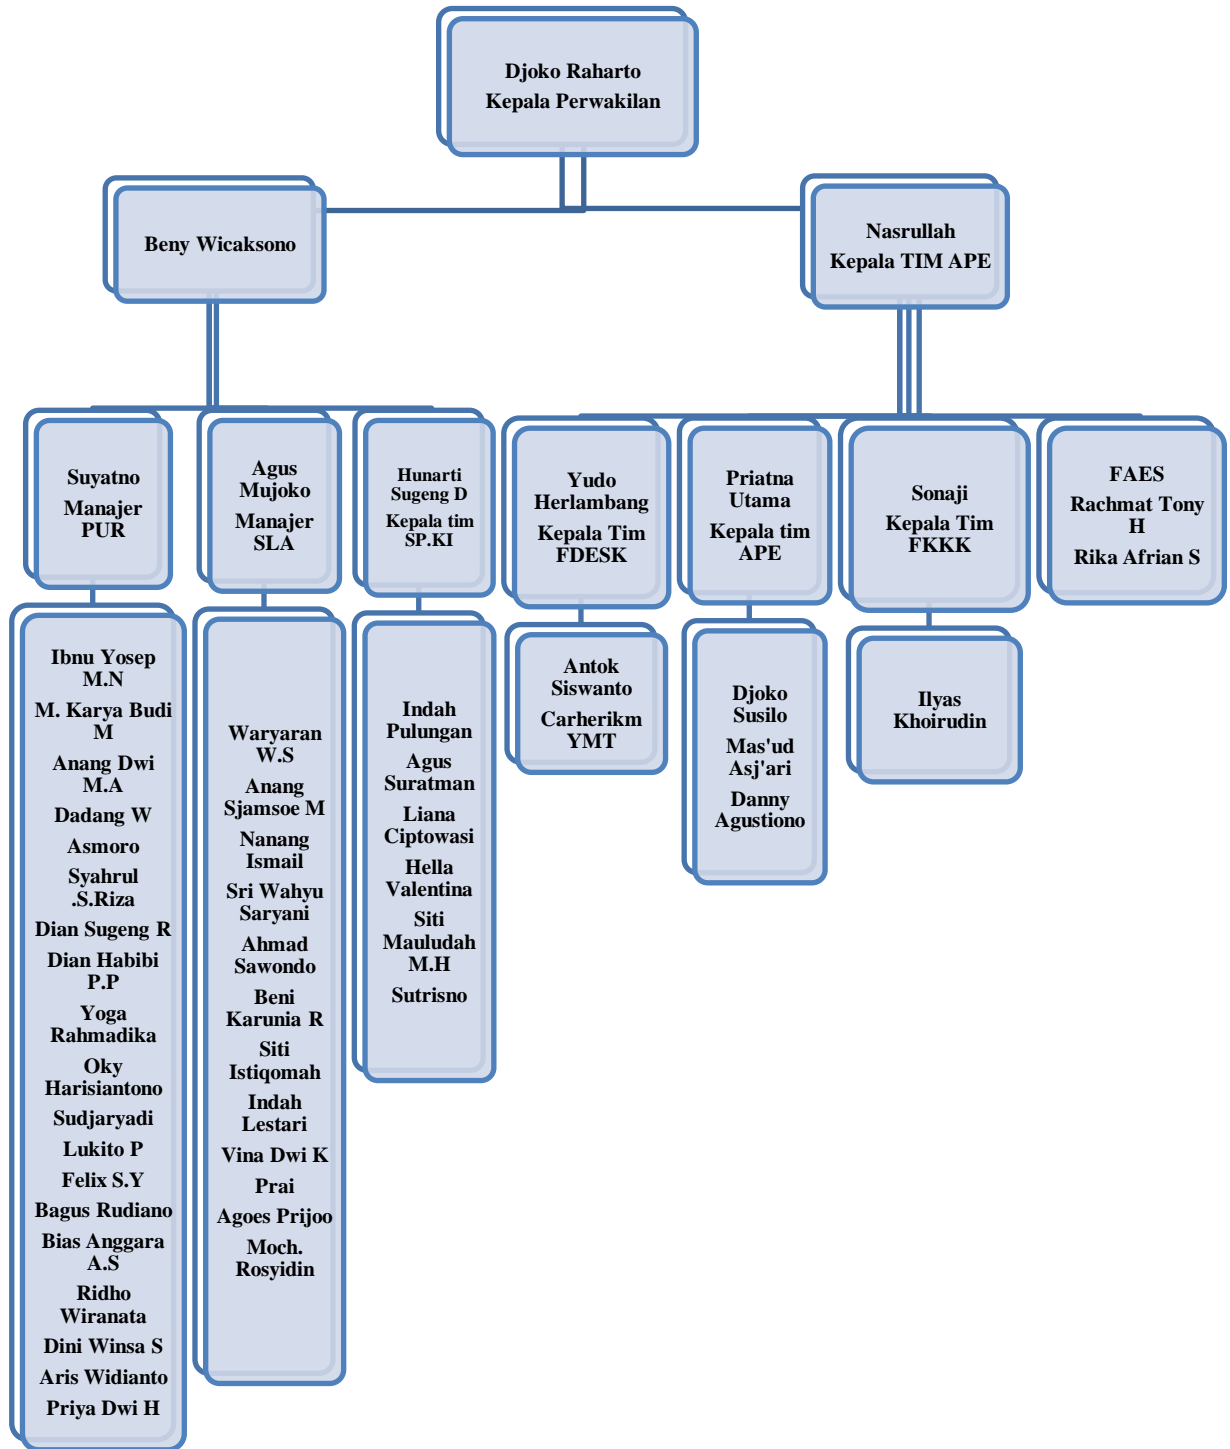 Djoko Raharto
Kepala Perwakilan
Beny Wicaksono
Nasrullah
Kepala TIM APE
Suyatno
Manajer
PUR
Agus
Mujoko
Manajer
SLA
Hunarti
Sugeng D
Kepala tim
SP.KI
Yudo
Herlambang
Kepala Tim
FDESK
Priatna
Utama
Kepala tim
APE
Sonaji
Kepala Tim
FKKK
FAES
Rachmat Tony
H
Rika Afrian S
Ibnu Yosep
M.N
M. Karya Budi
M
Anang Dwi
M.A
Dadang W
Asmoro
Syahrul
.S.Riza
Dian Sugeng R
Dian Habibi
P.P
Yoga
Rahmadika
Oky
Harisiantono
Sudjaryadi
Lukito P
Felix S.Y
Bagus Rudiano
Bias Anggara
A.S
Ridho
Wiranata
Dini Winsa S
Aris Widianto
Priya Dwi H
Waryaran
W.S
Anang
Sjamsoe M
Nanang
Ismail
Sri Wahyu
Saryani
Ahmad
Sawondo
Beni
Karunia R
Siti
Istiqomah
Indah
Lestari
Vina Dwi K
Prai
Agoes Prijoo
Moch.
Rosyidin
Indah
Pulungan
Agus
Suratman
Liana
Ciptowasi
Hella
Valentina
Siti
Mauludah
M.H
Sutrisno
Antok
Siswanto
Carherikm
YMT
Djoko
Susilo
Mas'ud
Asj'ari
Danny
Agustiono
Ilyas
Khoirudin